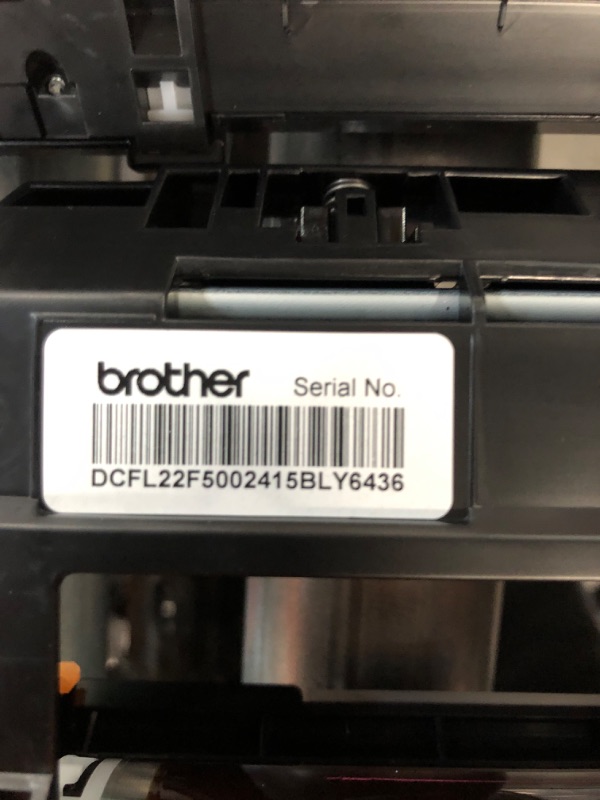 brother Serial No.
DCFL22F5002415BLY6436